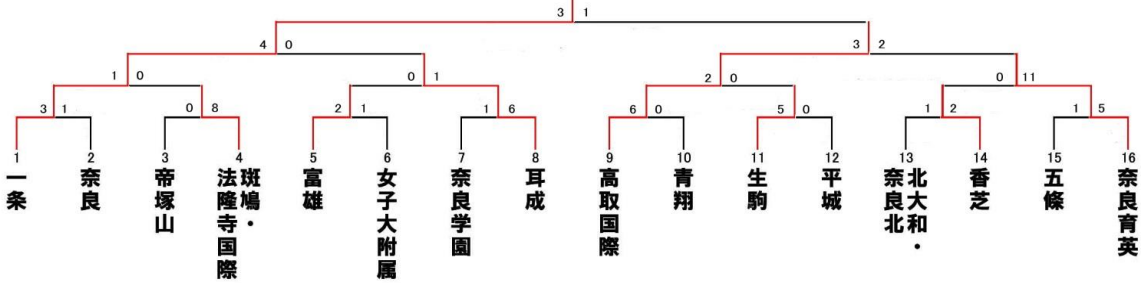 3 1
4 0 3 2
1 0 0 1 2 0 0 11
3 1 0 8 2 1 1 6 6 0 5 0 1 2 1 5
1 2 3 4 5 6 7 8 9 10 11 12 13 14 15 16
一条
奈良
帝塚山
斑鳩・
法隆寺国際
富雄
女子大附属
奈良学園
耳成
高取国際
青翔
生駒
平城
北大和・
奈良北
香芝
五條
奈良育英